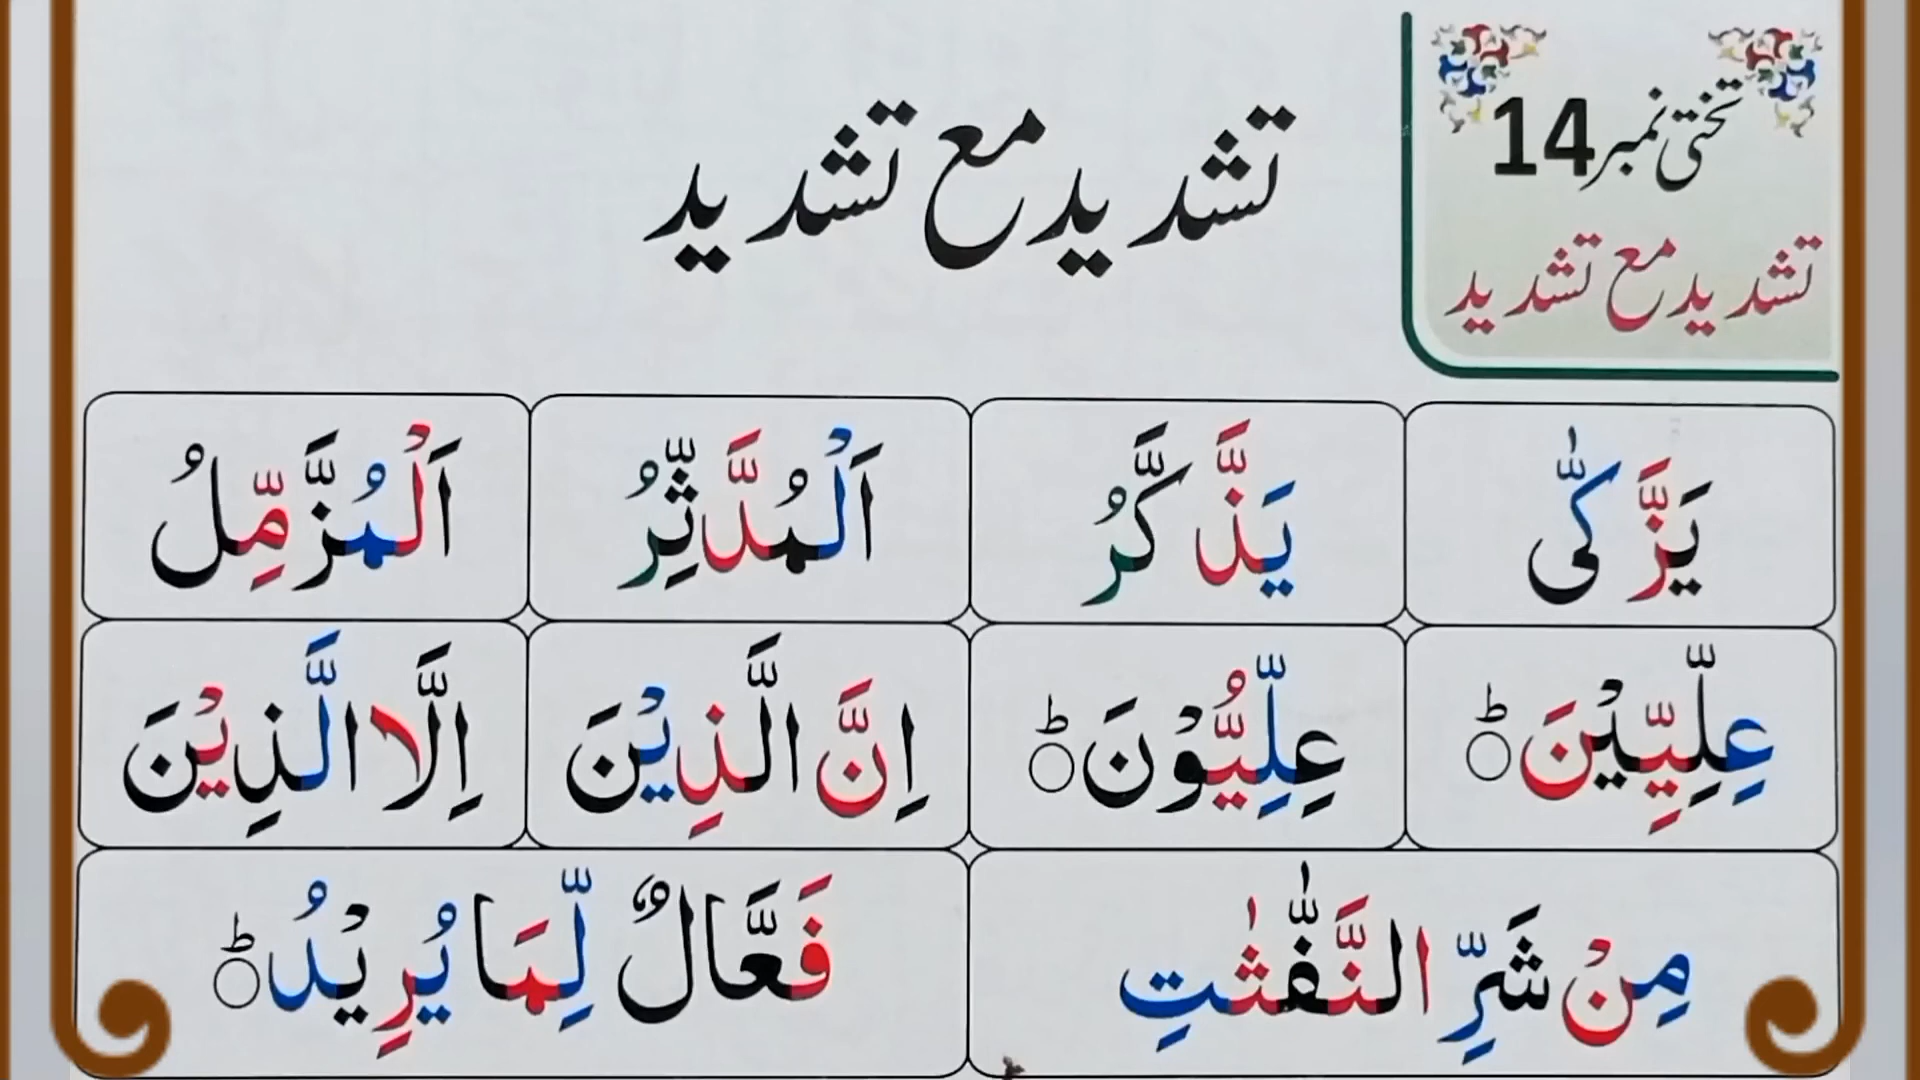 تختی نمبر 14
تشدید مع تشدید
تشدید مع تشدید
یَزَّکّٰی یَذَّکَّرُ اَلْمُدَّثِّرُ اَلْمُزَّمِّلُ
عِلِّیِّیْنَ ؕ عِلِّیُّوْنَ ؕ اِنَّ الَّذِیْنَ اِلَّا الَّذِیْنَ
مِنْ شَرِّ النَّفّٰثٰتِ فَعَّالٌ لِّمَا یُرِیْدُ ؕ